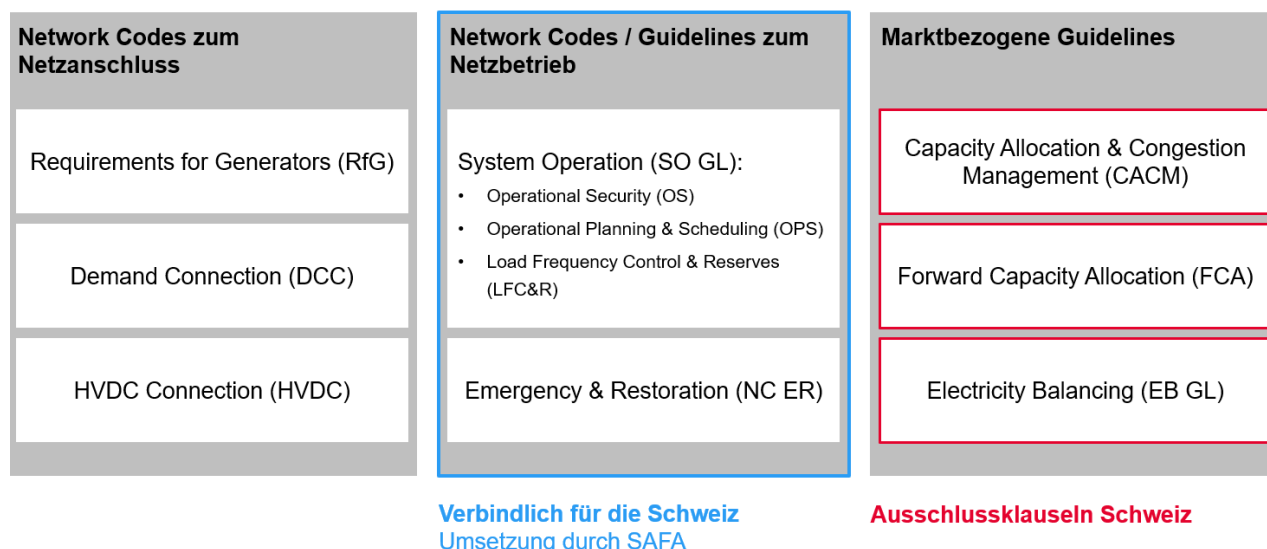 Network Codes zum
Netzanschluss
Requirements for Generators (RfG)
Demand Connection (DCC)
HVDC Connection (HVDC)
Network Codes / Guidelines zum
Netzbetrieb
System Operation (SO GL):
• Operational Security (OS)
• Operational Planning & Scheduling (OPS)
• Load Frequency Control & Reserves
(LFC&R)
Emergency & Restoration (NC ER)
Verbindlich für die Schweiz
Umsetzung durch SAFA
Marktbezogene Guidelines
Capacity Allocation & Congestion
Management (CACM)
Forward Capacity Allocation (FCA)
Electricity Balancing (EB GL)
Ausschlussklauseln Schweiz